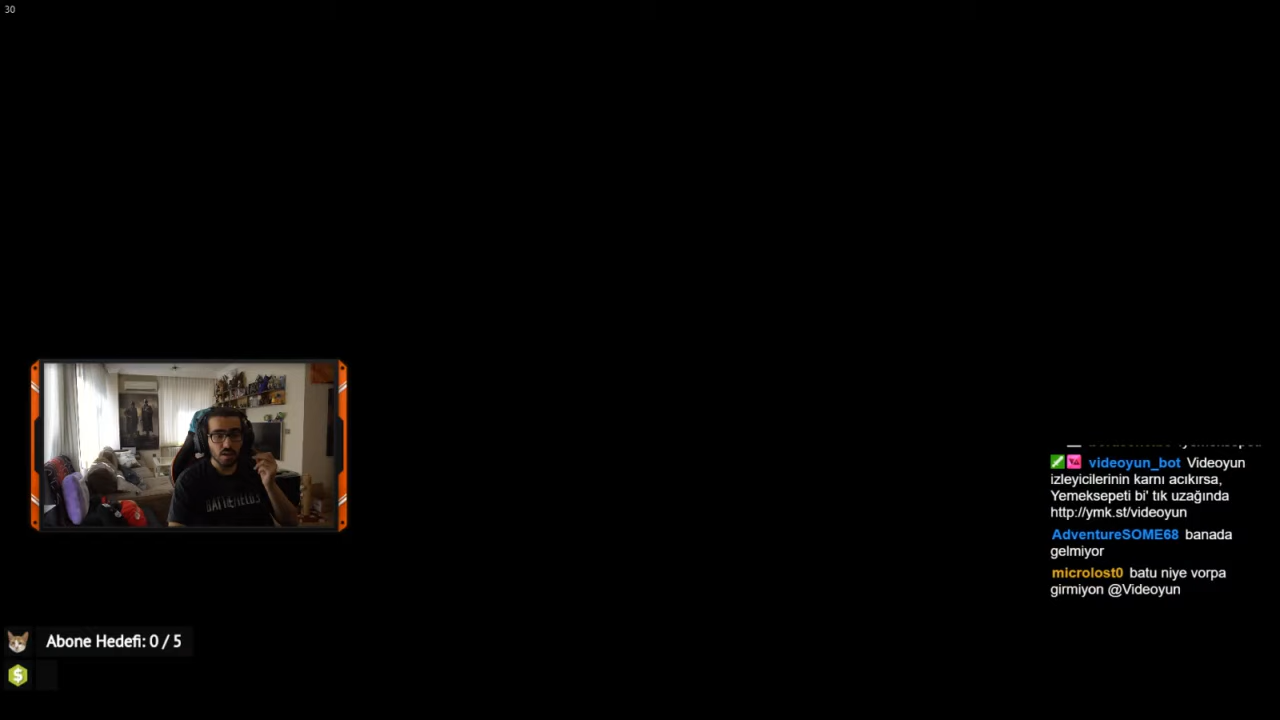 30
BATTLEFIELD
videoyun_bot Videoyun
izleyicilerinin karnı acıkırsa,
Yemeksepeti bi' tık uzağında
http://ymk.st/videoyun
AdventureSOME68 banada
gelmiyor
microlost0 batu niye vorpa
girmiyon @Videoyun
Abone Hedefi: 0 / 5